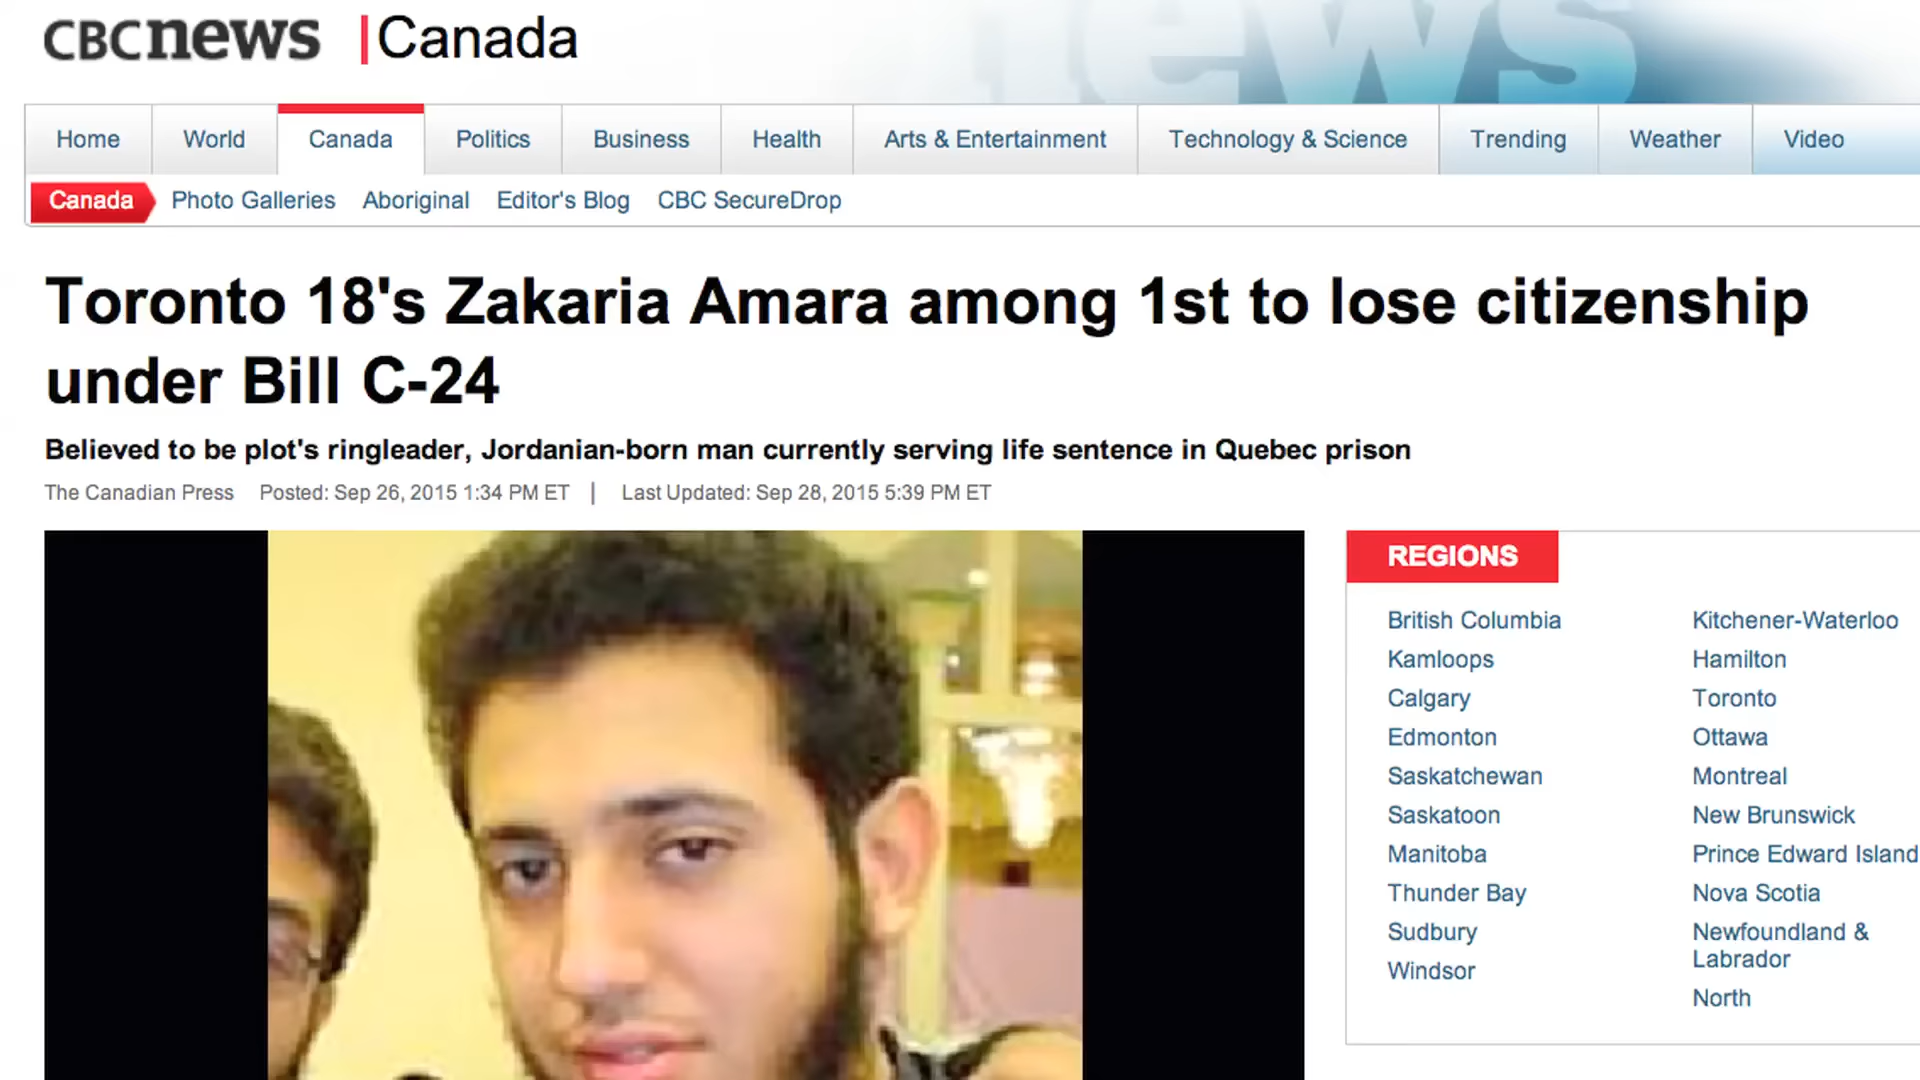 CBCnews | Canada
news
Home World Canada Politics Business Health Arts & Entertainment Technology & Science Trending Weather Video
Canada Photo Galleries Aboriginal Editor's Blog CBC SecureDrop
Toronto 18's Zakaria Amara among 1st to lose citizenship
under Bill C-24
Believed to be plot's ringleader, Jordanian-born man currently serving life sentence in Quebec prison
The Canadian Press Posted: Sep 26, 2015 1:34 PM ET | Last Updated: Sep 28, 2015 5:39 PM ET
REGIONS
British Columbia
Kamloops
Calgary
Edmonton
Saskatchewan
Saskatoon
Manitoba
Thunder Bay
Sudbury
Windsor
Kitchener-Waterloo
Hamilton
Toronto
Ottawa
Montreal
New Brunswick
Prince Edward Island
Nova Scotia
Newfoundland &
Labrador
North